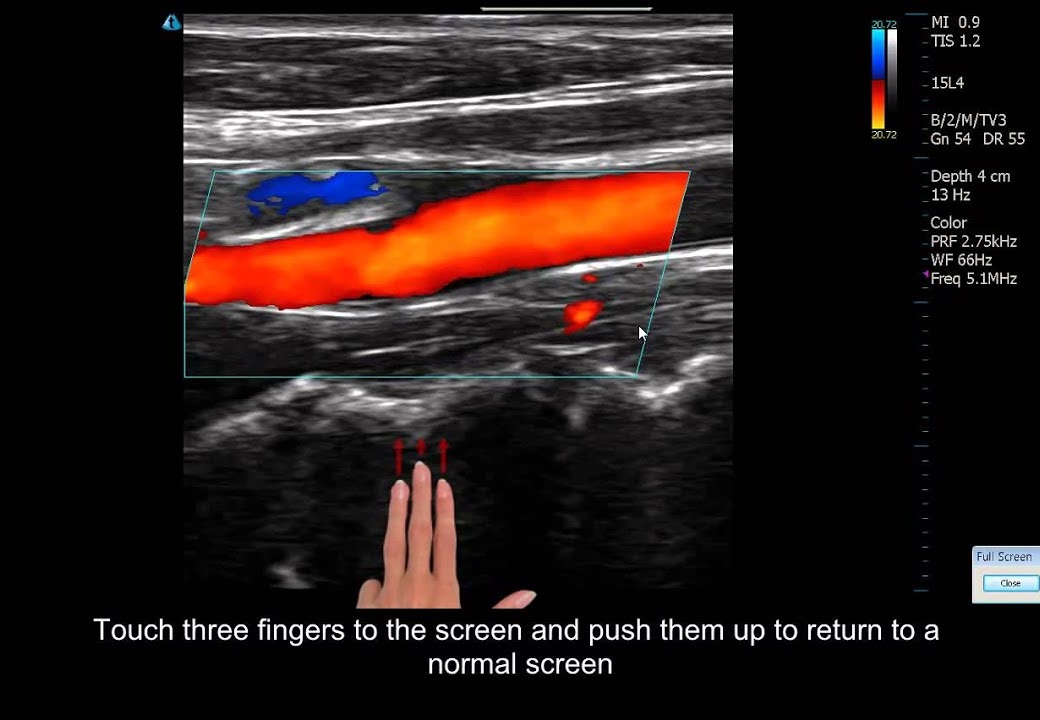 20.72
20.72
MI 0.9
TIS 1.2
15L4
B/2/M/TV3
Gn 54 DR 55
Depth 4 cm
13 Hz
Color
PRF 2.75kHz
WF 66Hz
Freq 5.1MHz
Full Screen
Close
Touch three fingers to the screen and push them up to return to a
normal screen